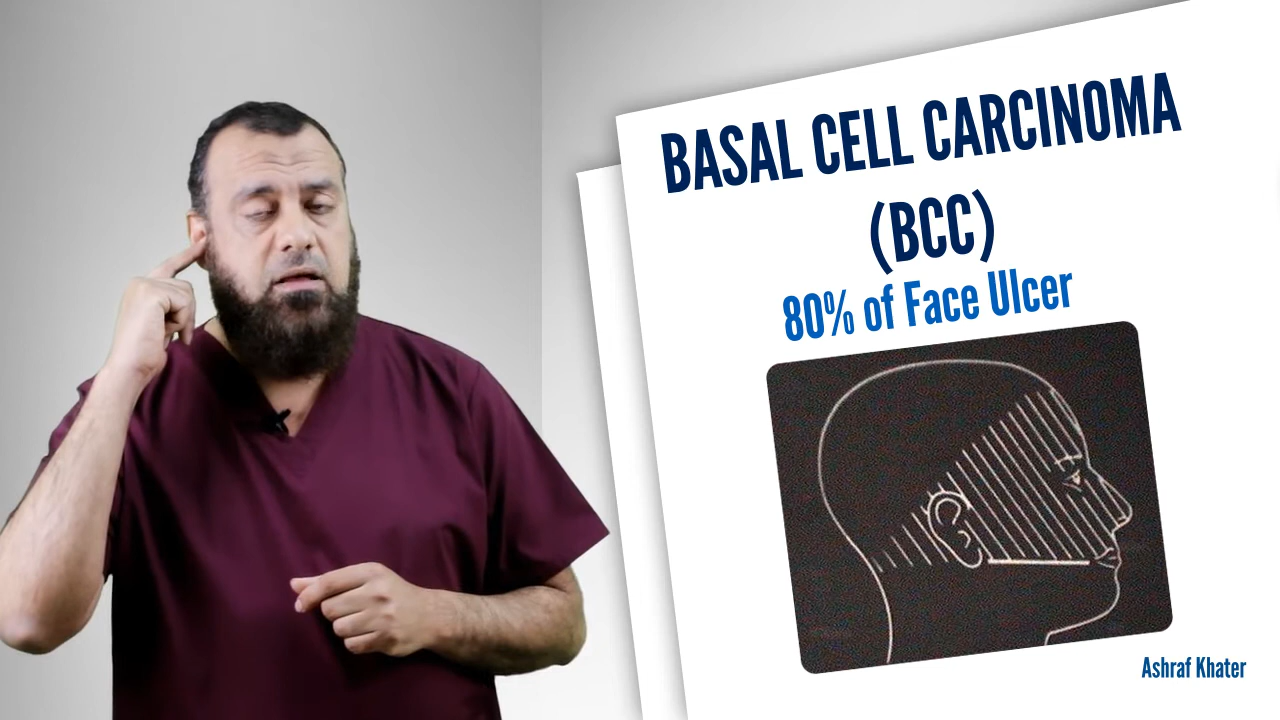 BASAL CELL CARCINOMA
(BCC)
80% of Face Ulcer
Ashraf Khater